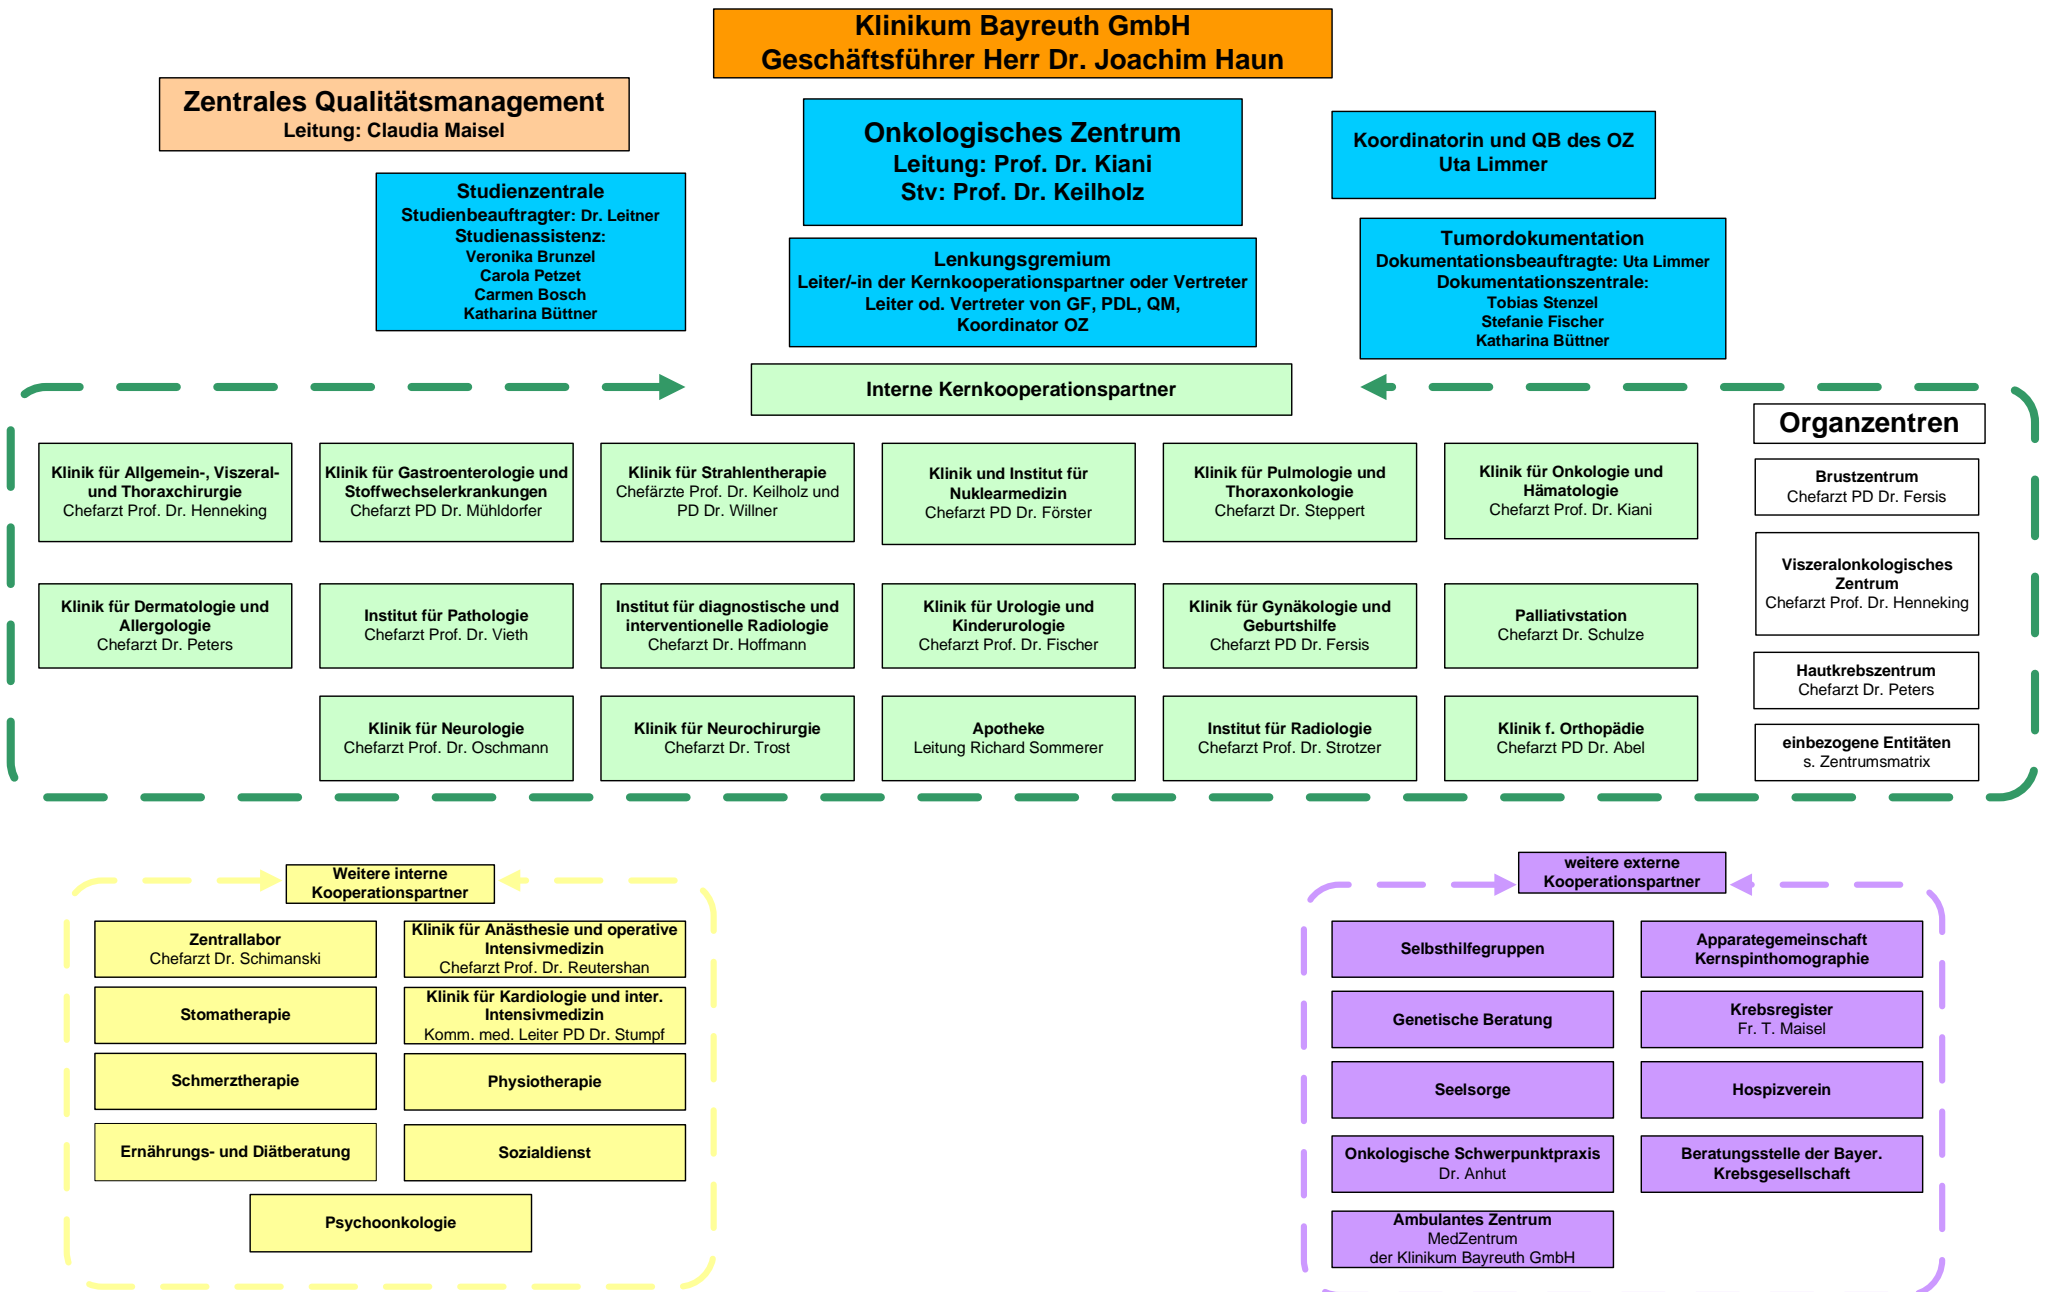 Klinikum Bayreuth GmbH
Geschäftsführer Herr Dr. Joachim Haun
Zentrales Qualitätsmanagement
Leitung: Claudia Maisel
Onkologisches Zentrum
Leitung: Prof. Dr. Kiani
Stv: Prof. Dr. Keilholz
Koordinatorin und QB des OZ
Uta Limmer
Studienzentrale
Studienbeauftragter: Dr. Leitner
Studienassistenz:
Veronika Brunzel
Carola Petzet
Carmen Bosch
Katharina Büttner
Lenkungsgremium
Leiter/-in der Kernkooperationspartner oder Vertreter
Leiter od. Vertreter von GF, PDL, QM,
Koordinator OZ
Tumordokumentation
Dokumentationsbeauftragte: Uta Limmer
Dokumentationszentrale:
Tobias Stenzel
Stefanie Fischer
Katharina Büttner
Interne Kernkooperationspartner
Klinik für Allgemein-, Viszeral-
und Thoraxchirurgie
Chefarzt Prof. Dr. Henneking
Klinik für Gastroenterologie und
Stoffwechselerkrankungen
Chefarzt PD Dr. Mühldorfer
Klinik für Strahlentherapie
Chefärzte Prof. Dr. Keilholz und
PD Dr. Willner
Klinik und Institut für
Nuklearmedizin
Chefarzt PD Dr. Förster
Klinik für Pulmologie und
Thoraxonkologie
Chefarzt Dr. Steppert
Klinik für Onkologie und
Hämatologie
Chefarzt Prof. Dr. Kiani
Klinik für Dermatologie und
Allergologie
Chefarzt Dr. Peters
Institut für Pathologie
Chefarzt Prof. Dr. Vieth
Institut für diagnostische und
interventionelle Radiologie
Chefarzt Dr. Hoffmann
Klinik für Urologie und
Kinderurologie
Chefarzt Prof. Dr. Fischer
Klinik für Gynäkologie und
Geburtshilfe
Chefarzt PD Dr. Fersis
Palliativstation
Chefarzt Dr. Schulze
Klinik für Neurologie
Chefarzt Prof. Dr. Oschmann
Klinik für Neurochirurgie
Chefarzt Dr. Trost
Apotheke
Leitung Richard Sommerer
Institut für Radiologie
Chefarzt Prof. Dr. Strotzer
Klinik f. Orthopädie
Chefarzt PD Dr. Abel
Organzentren
Brustzentrum
Chefarzt PD Dr. Fersis
Viszeralonkologisches
Zentrum
Chefarzt Prof. Dr. Henneking
Hautkrebszentrum
Chefarzt Dr. Peters
einbezogene Entitäten
s. Zentrumsmatrix
Weitere interne
Kooperationspartner
Zentrallabor
Chefarzt Dr. Schimanski
Klinik für Anästhesie und operative
Intensivmedizin
Chefarzt Prof. Dr. Reutershan
Stomatherapie
Klinik für Kardiologie und inter.
Intensivmedizin
Komm. med. Leiter PD Dr. Stumpf
Schmerztherapie
Physiotherapie
Ernährungs- und Diätberatung
Sozialdienst
Psychoonkologie
weitere externe
Kooperationspartner
Selbsthilfegruppen
Apparategemeinschaft
Kernspinthomographie
Genetische Beratung
Krebsregister
Fr. T. Maisel
Seelsorge
Hospizverein
Onkologische Schwerpunktpraxis
Dr. Anhut
Beratungsstelle der Bayer.
Krebsgesellschaft
Ambulantes Zentrum
MedZentrum
der Klinikum Bayreuth GmbH